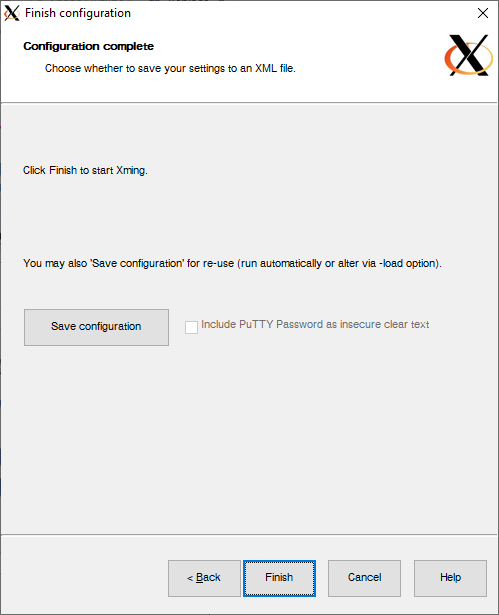 Finish configuration
Configuration complete
Choose whether to save your settings to an XML file.
Click Finish to start Xming.
You may also 'Save configuration' for re-use (run automatically or alter via -load option).
Save configuration
Include PuTTY Password as insecure clear text
< Back
Finish
Cancel
Help